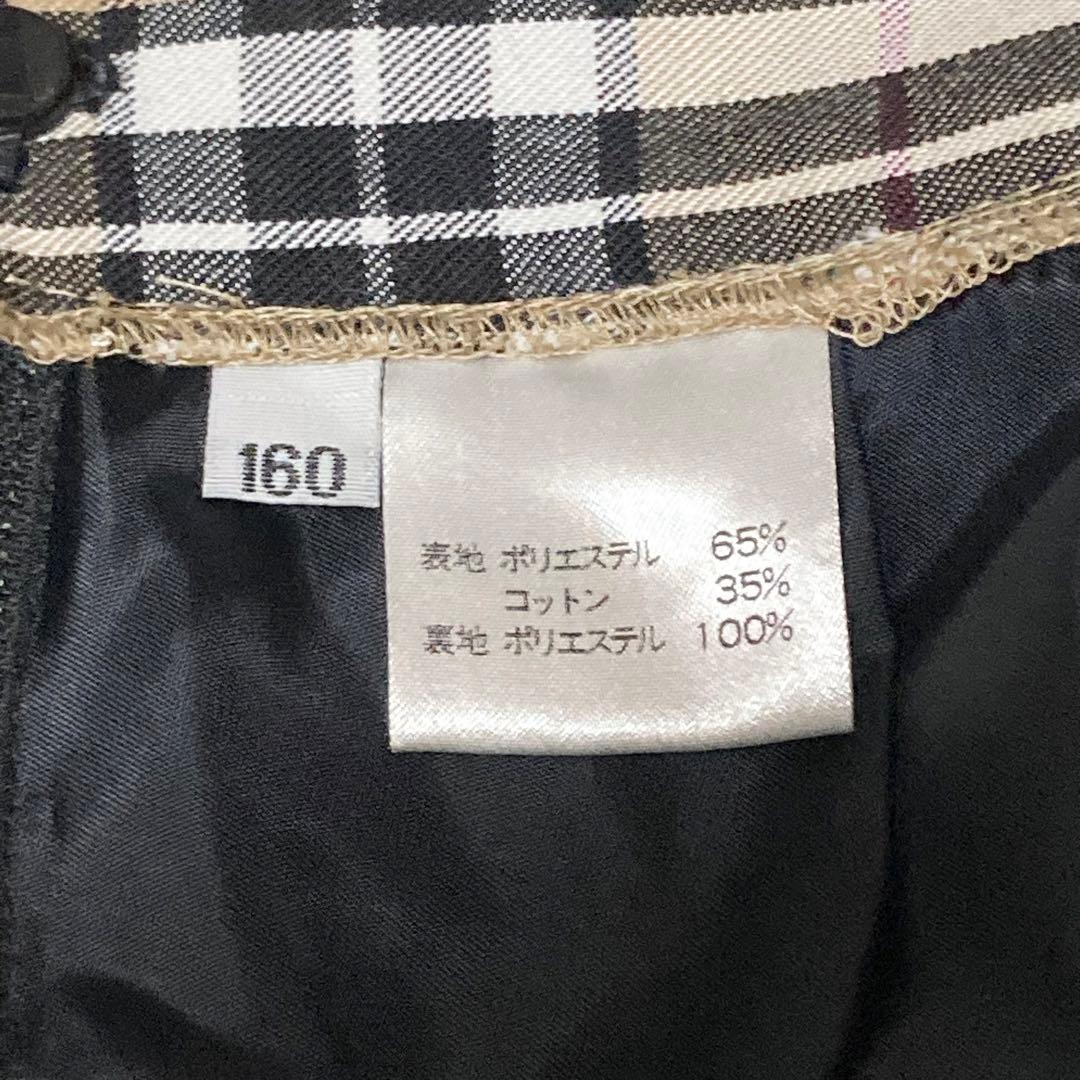 160
表地 ポリエステル 65%
コットン 35%
裏地 ポリエステル 100%